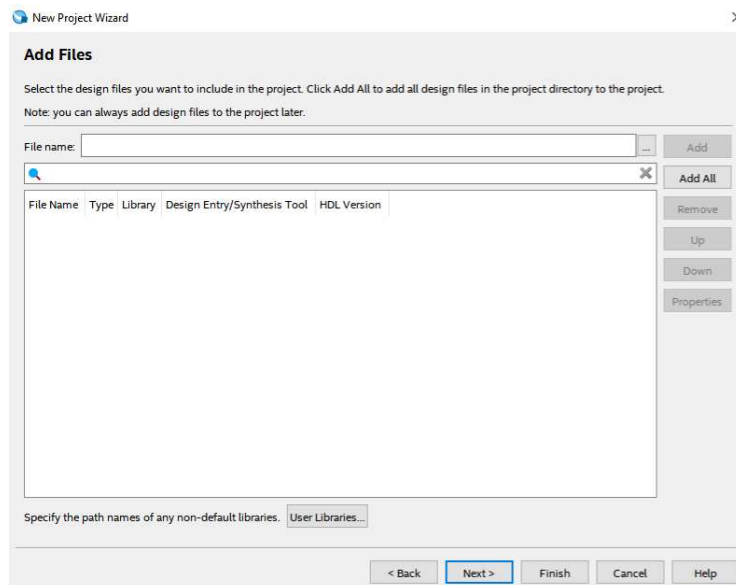 New Project Wizard
Add Files
Select the design files you want to include in the project. Click Add All to add all design files in the project directory to the project.
Note: you can always add design files to the project later.
File name: ... Add
Add All
File Name Type Library Design Entry/Synthesis Tool HDL Version
Remove
Up
Down
Properties
Specify the path names of any non-default libraries. User Libraries...
< Back Next > Finish Cancel Help